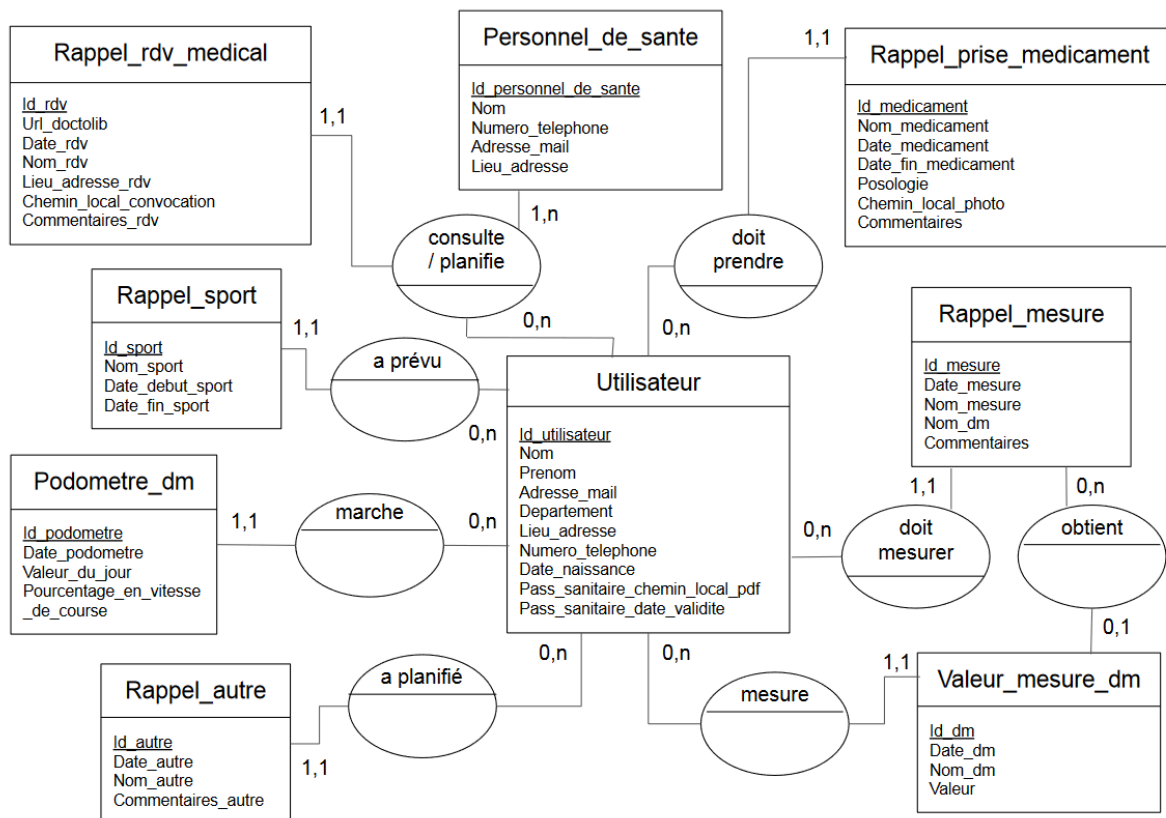 Rappel_rdv_medical
Id_rdv
Url_doctolib
Date_rdv
Nom_rdv
Lieu_adresse_rdv
Chemin_local_convocation
Commentaires_rdv
1,1
Personnel_de_sante
Id_personnel_de_sante
Nom
Numero_telephone
Adresse_mail
Lieu_adresse
1,n
consulte
/ planifie
0,n
1,1
Rappel_prise_medicament
Id_medicament
Nom_medicament
Date_medicament
Date_fin_medicament
Posologie
Chemin_local_photo
Commentaires
doit
prendre
0,n
Rappel_sport
Id_sport
Nom_sport
Date_debut_sport
Date_fin_sport
1,1
a prévu
0,n
Utilisateur
Id_utilisateur
Nom
Prenom
Adresse_mail
Departement
Lieu_adresse
Numero_telephone
Date_naissance
Pass_sanitaire_chemin_local_pdf
Pass_sanitaire_date_validite
Rappel_mesure
Id_mesure
Date_mesure
Nom_mesure
Nom_dm
Commentaires
1,1
0,n
0,n
doit
mesurer
obtient
0,1
Podometre_dm
Id_podometre
Date_podometre
Valeur_du_jour
Pourcentage_en_vitesse
_de_course
1,1
marche
0,n
Rappel_autre
Id_autre
Date_autre
Nom_autre
Commentaires_autre
1,1
a planifié
0,n
0,n
mesure
1,1
Valeur_mesure_dm
Id_dm
Date_dm
Nom_dm
Valeur